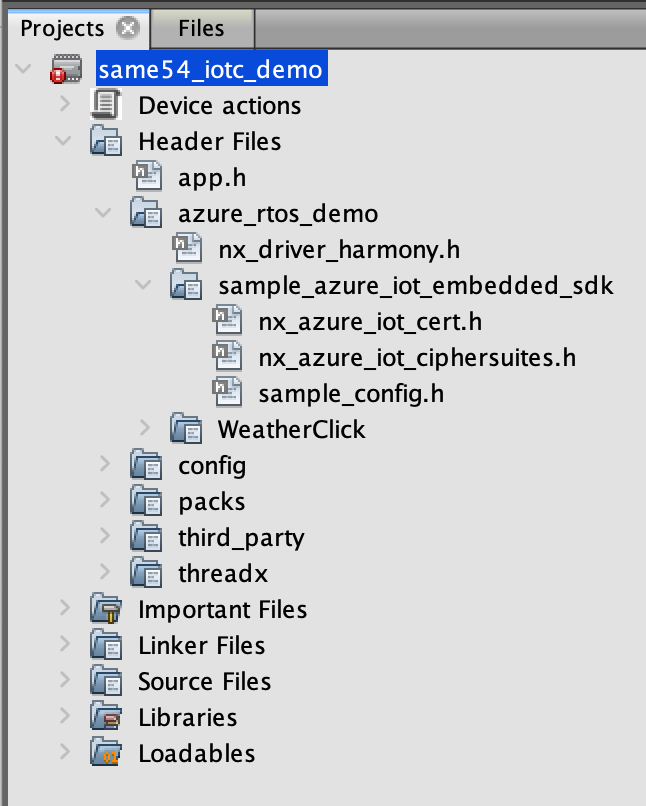 Projects Files
same54_iotc_demo
Device actions
Header Files
app.h
azure_rtos_demo
nx_driver_harmony.h
sample_azure_iot_embedded_sdk
nx_azure_iot_cert.h
nx_azure_iot_ciphersuites.h
sample_config.h
WeatherClick
config
packs
third_party
threadx
Important Files
Linker Files
Source Files
Libraries
Loadables